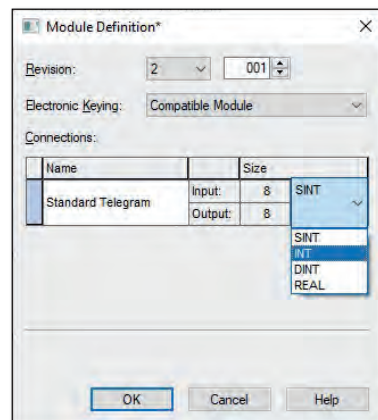 Module Definition*
Revision: 2 001
Electronic Keying: Compatible Module
Connections:
Name Size
Standard Telegram Input: 8 SINT
Output: 8
SINT
INT
DINT
REAL
OK Cancel Help